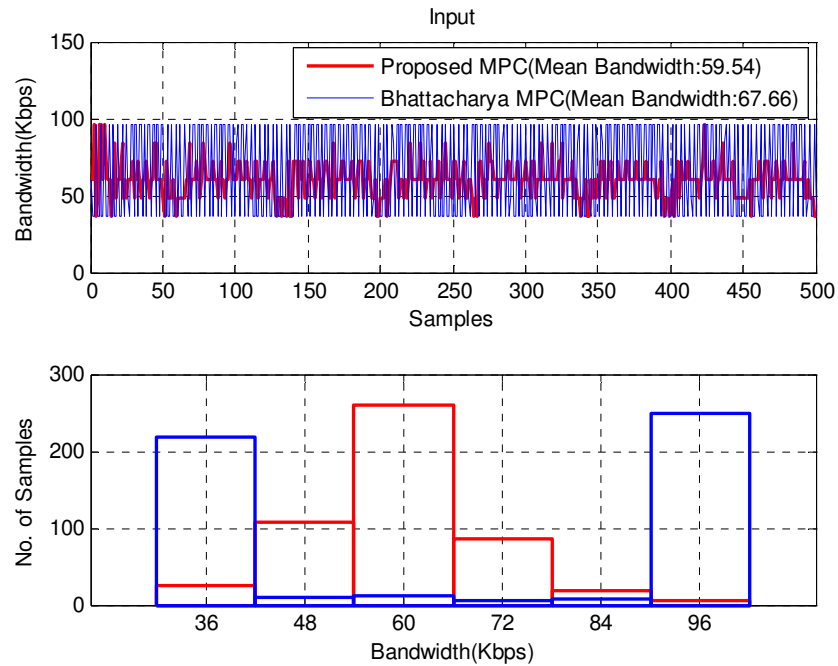 Input
150
100
50
0
Bandwidth(Kbps)
Proposed MPC(Mean Bandwidth:59.54)
Bhattacharya MPC(Mean Bandwidth:67.66)
0 50 100 150 200 250 300 350 400 450 500
Samples
300
200
100
0
No. of Samples
36 48 60 72 84 96
Bandwidth(Kbps)